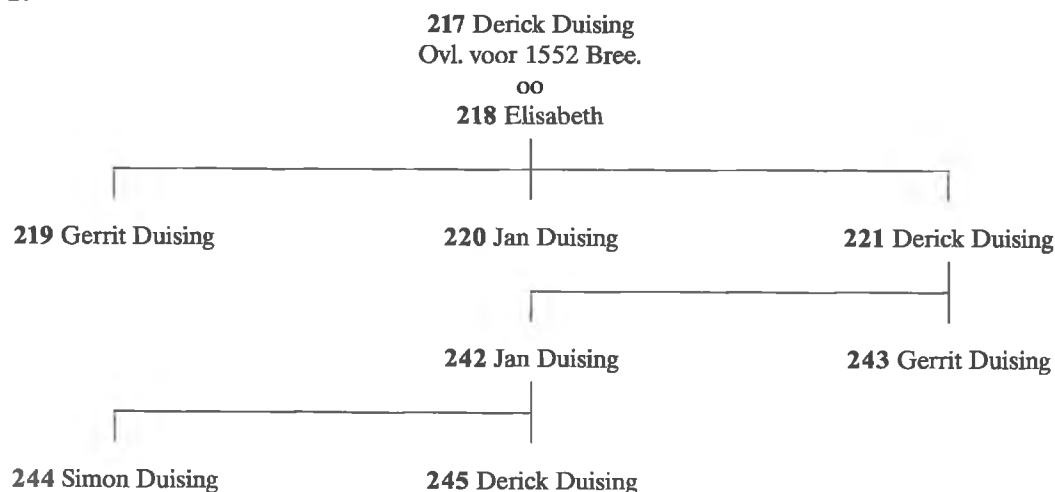 217 Derick Duising
Ovl. voor 1552 Bree.
oo
218 Elisabeth
219 Gerrit Duising 220 Jan Duising 221 Derick Duising
242 Jan Duising 243 Gerrit Duising
244 Simon Duising 245 Derick Duising